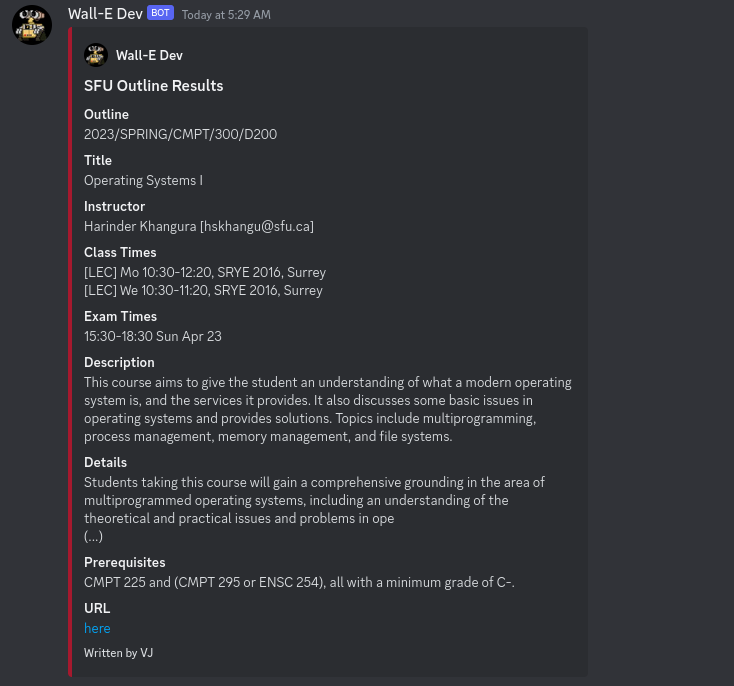 Wall-E Dev BOT Today at 5:29 AM
Wall-E Dev
SFU Outline Results
Outline
2023/SPRING/CMPT/300/D200
Title
Operating Systems I
Instructor
Harinder Khangura [hskhangu@sfu.ca]
Class Times
[LEC] Mo 10:30-12:20, SRYE 2016, Surrey
[LEC] We 10:30-11:20, SRYE 2016, Surrey
Exam Times
15:30-18:30 Sun Apr 23
Description
This course aims to give the student an understanding of what a modern operating
system is, and the services it provides. It also discusses some basic issues in
operating systems and provides solutions. Topics include multiprogramming,
process management, memory management, and file systems.
Details
Students taking this course will gain a comprehensive grounding in the area of
multiprogrammed operating systems, including an understanding of the
theoretical and practical issues and problems in ope
(...)
Prerequisites
CMPT 225 and (CMPT 295 or ENSC 254), all with a minimum grade of C-.
URL
here
Written by VJ